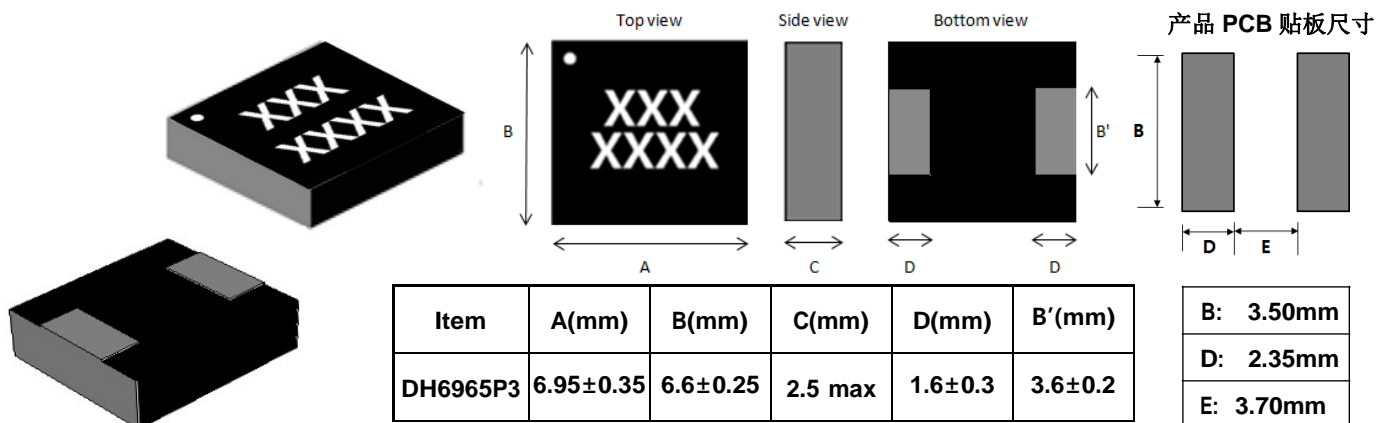 Top view
Side view
Bottom view
产品 PCB 贴板尺寸
XXX
XXXX
XXX
XXXX
B
B'
B
A
C
D
D
D
E
Item A(mm) B(mm) C(mm) D(mm) B′(mm)
DH6965P3 6.95±0.35 6.6±0.25 2.5 max 1.6±0.3 3.6±0.2
B: 3.50mm
D: 2.35mm
E: 3.70mm